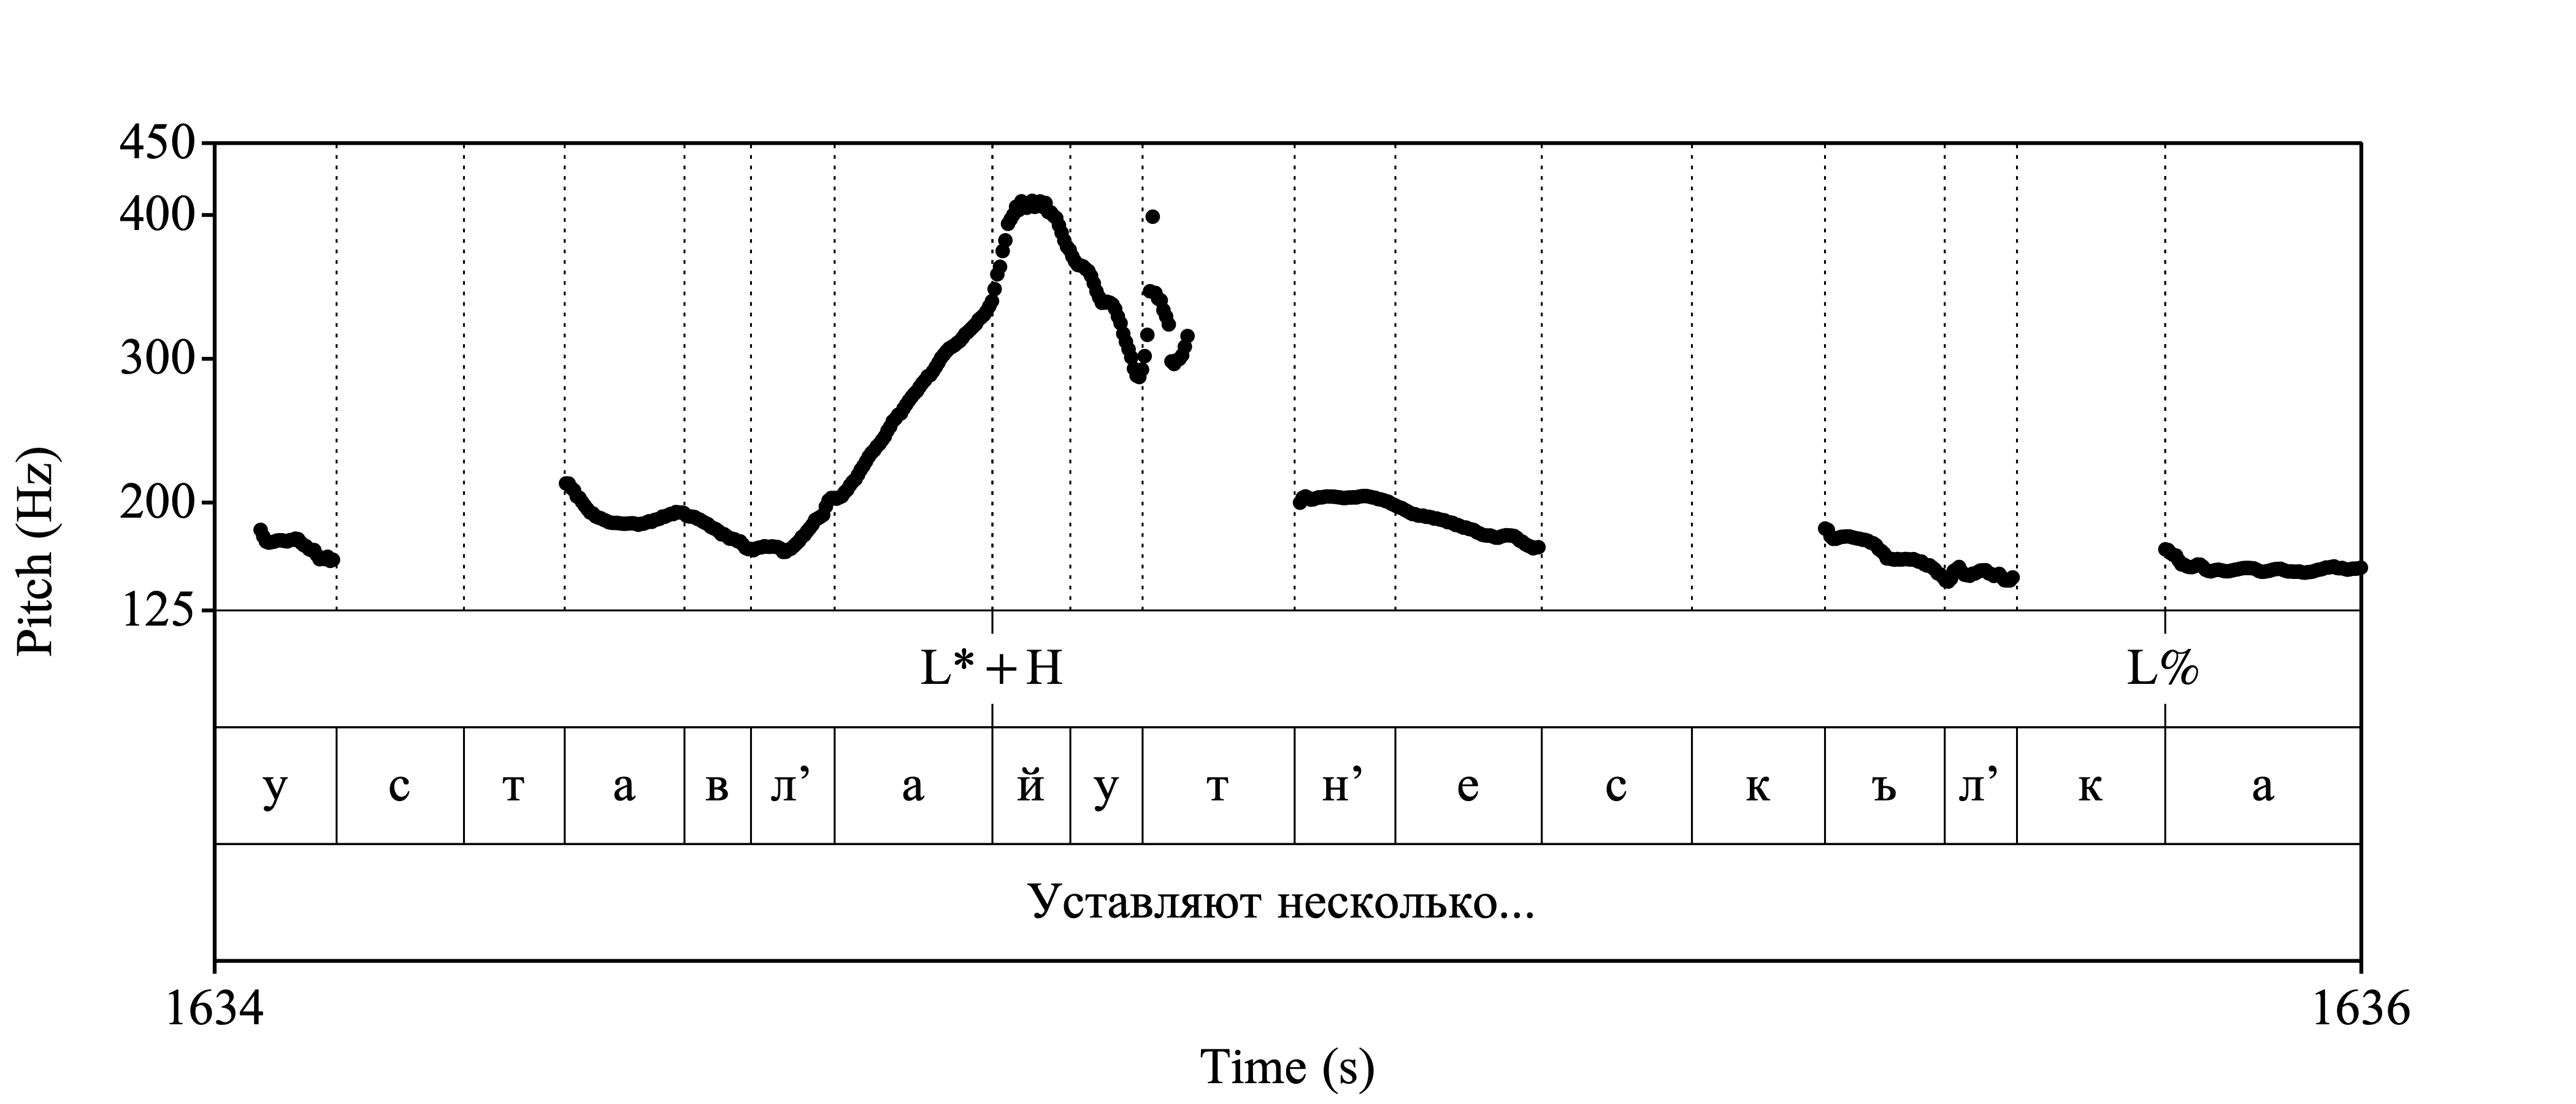 450
400
300
200
125
Pitch (Hz)
L* + H L%
у с т а в л’ а й у т н’ е с к ъ л’ к а
Уставляют несколько...
1634 1636
Time (s)